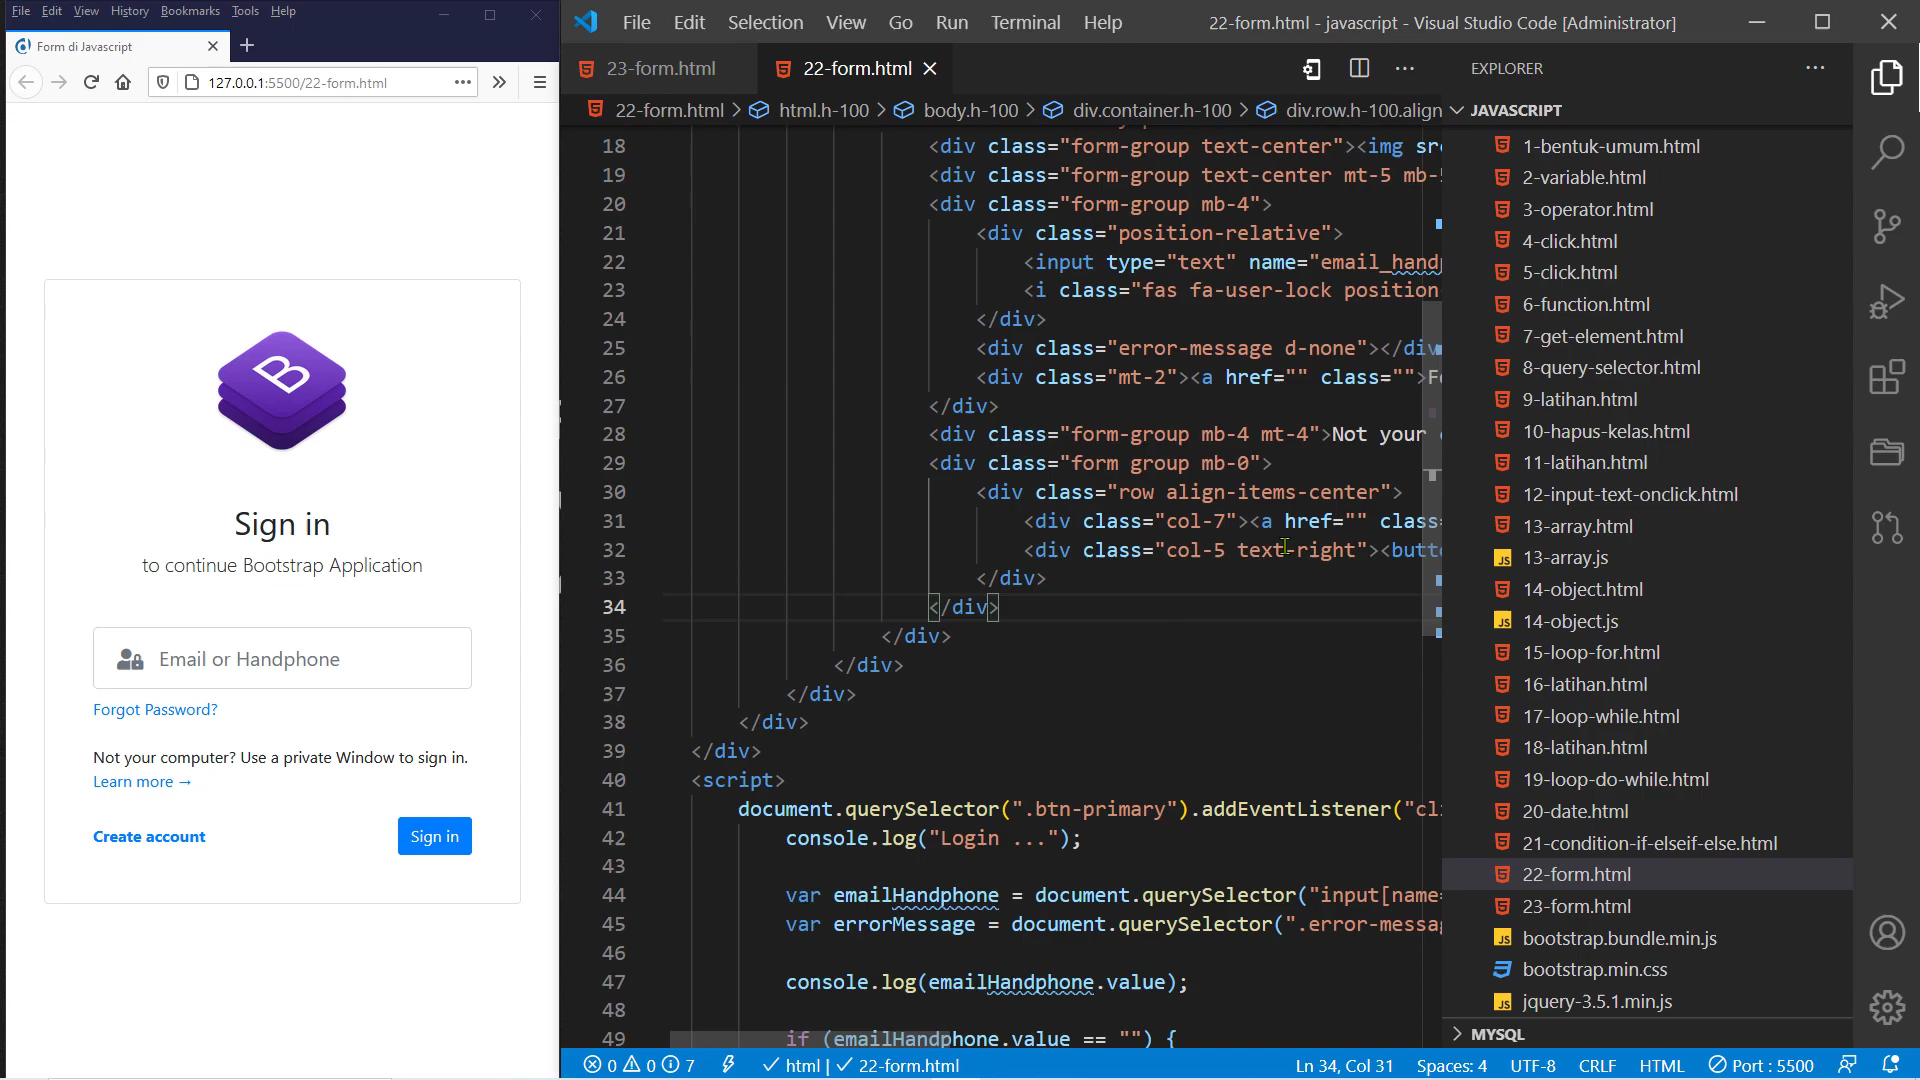 File Edit View History Bookmarks Tools Help
Form di Javascript
127.0.0.1:5500/22-form.html
B
Sign in
to continue Bootstrap Application
Email or Handphone
Forgot Password?
Not your computer? Use a private Window to sign in.
Learn more →
Create account
Sign in
File Edit Selection View Go Run Terminal Help
22-form.html - javascript - Visual Studio Code [Administrator]
23-form.html
22-form.html
22-form.html > html.h-100 > body.h-100 > div.container.h-100 > div.row.h-100.align
18 <div class="form-group text-center"><img sr
19 <div class="form-group text-center mt-5 mb-5
20 <div class="form-group mb-4">
21 <div class="position-relative">
22 <input type="text" name="email_handp
23 <i class="fas fa-user-lock position
24 </div>
25 <div class="error-message d-none"></div
26 <div class="mt-2"><a href="" class="">Fo
27 </div>
28 <div class="form-group mb-4 mt-4">Not your
29 <div class="form group mb-0">
30 <div class="row align-items-center">
31 <div class="col-7"><a href="" class=
32 <div class="col-5 text-right"><butto
33 </div>
34 </div>
35 </div>
36 </div>
37 </div>
38 </div>
39 </div>
40 <script>
41 document.querySelector(".btn-primary").addEventListener("cli
42 console.log("Login ...");
43
44 var emailHandphone = document.querySelector("input[name=
45 var errorMessage = document.querySelector(".error-messag
46
47 console.log(emailHandphone.value);
48
49 if (emailHandphone.value == "") {
EXPLORER
JAVASCRIPT
1-bentuk-umum.html
2-variable.html
3-operator.html
4-click.html
5-click.html
6-function.html
7-get-element.html
8-query-selector.html
9-latihan.html
10-hapus-kelas.html
11-latihan.html
12-input-text-onclick.html
13-array.html
JS 13-array.js
14-object.html
JS 14-object.js
15-loop-for.html
16-latihan.html
17-loop-while.html
18-latihan.html
19-loop-do-while.html
20-date.html
21-condition-if-elseif-else.html
22-form.html
23-form.html
JS bootstrap.bundle.min.js
bootstrap.min.css
JS jquery-3.5.1.min.js
MYSQL
0 0 7 html | 22-form.html
Ln 34, Col 31 Spaces: 4 UTF-8 CRLF HTML Port : 5500